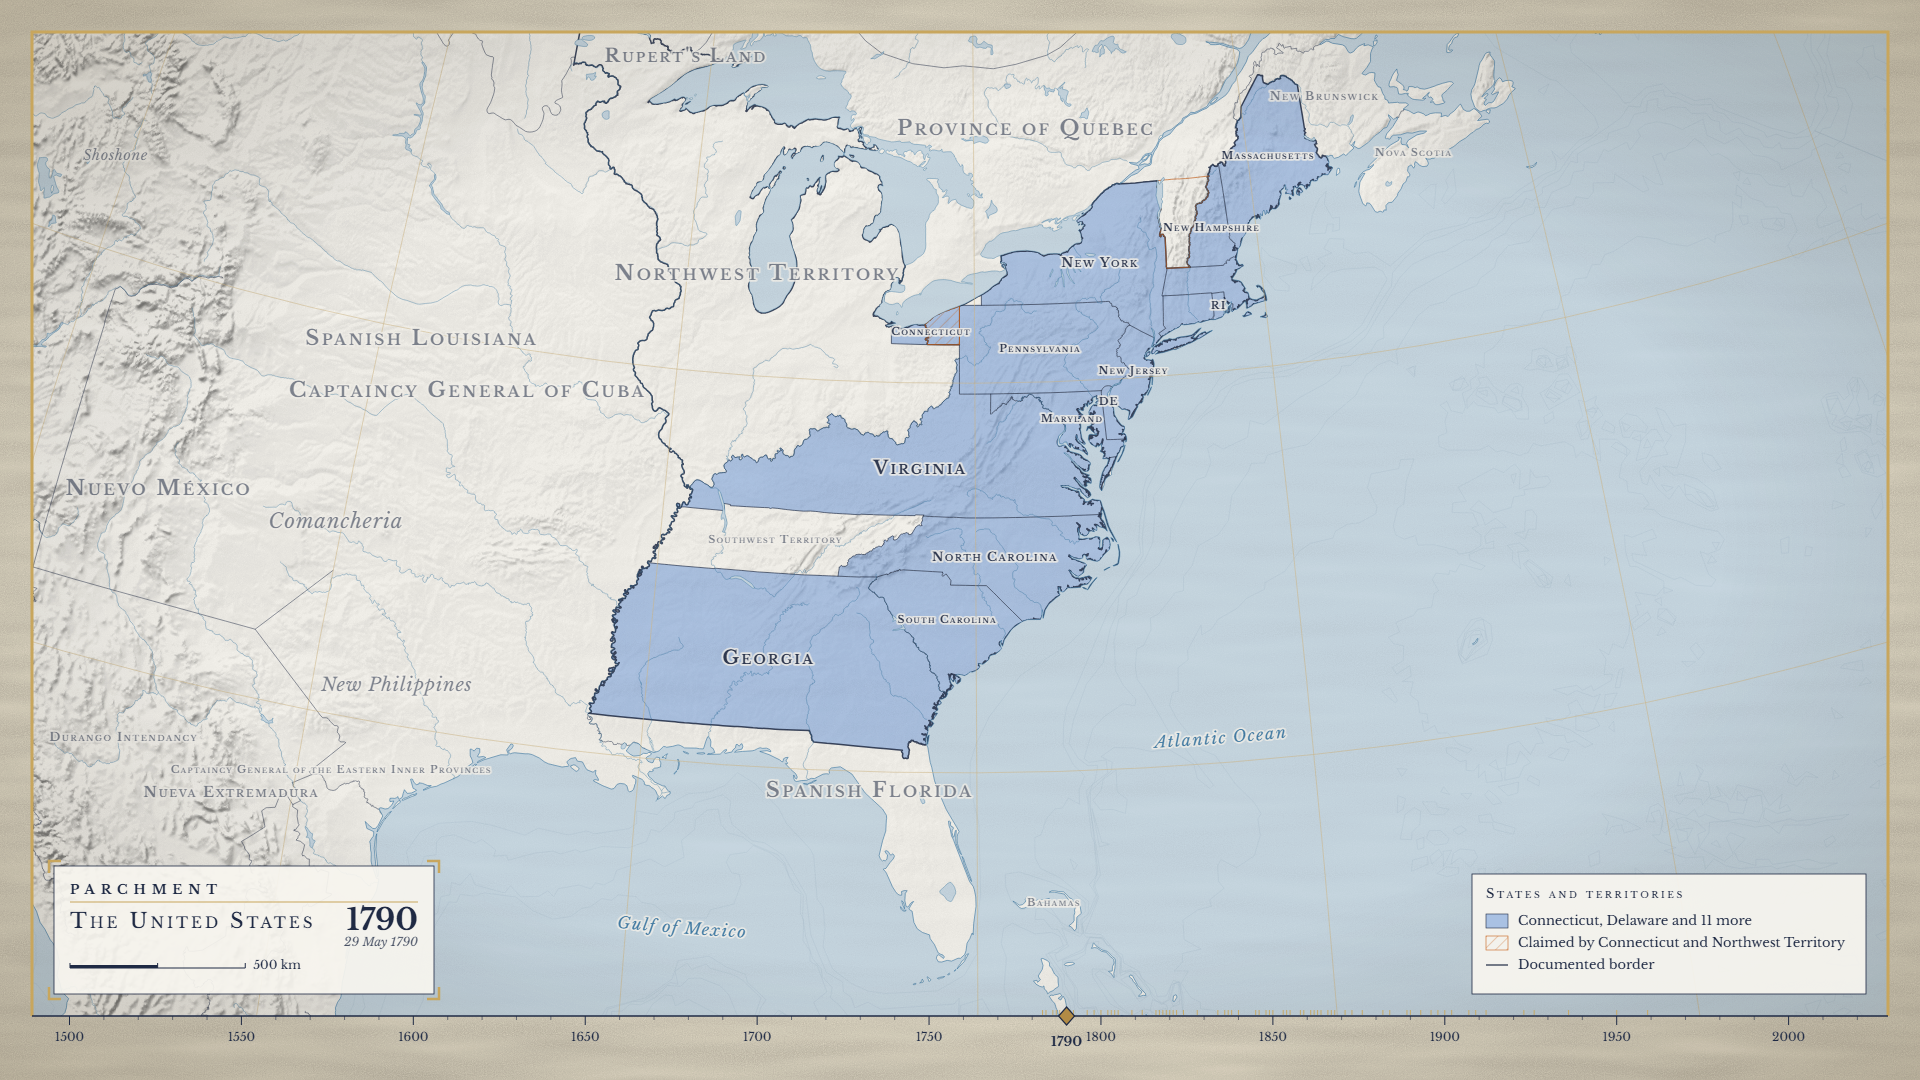 Rupert's Land
New Brunswick
Province of Quebec
Shoshone
Massachusetts
Nova Scotia
New Hampshire
New York
Northwest Territory
RI
Connecticut
Spanish Louisiana
Pennsylvania
New Jersey
Captaincy General of Cuba
DE
Maryland
Virginia
Nuevo México
Comancheria
Southwest Territory
North Carolina
South Carolina
Georgia
New Philippines
Durango Intendancy
Atlantic Ocean
Captaincy General of the Eastern Inner Provinces
Nueva Extremadura
Spanish Florida
Bahamas
Gulf of Mexico
PARCHMENT
The United States
1790
29 May 1790
500 km
States and territories
Connecticut, Delaware and 11 more
Claimed by Connecticut and Northwest Territory
Documented border
1500 1550 1600 1650 1700 1750 1790 1800 1850 1900 1950 2000